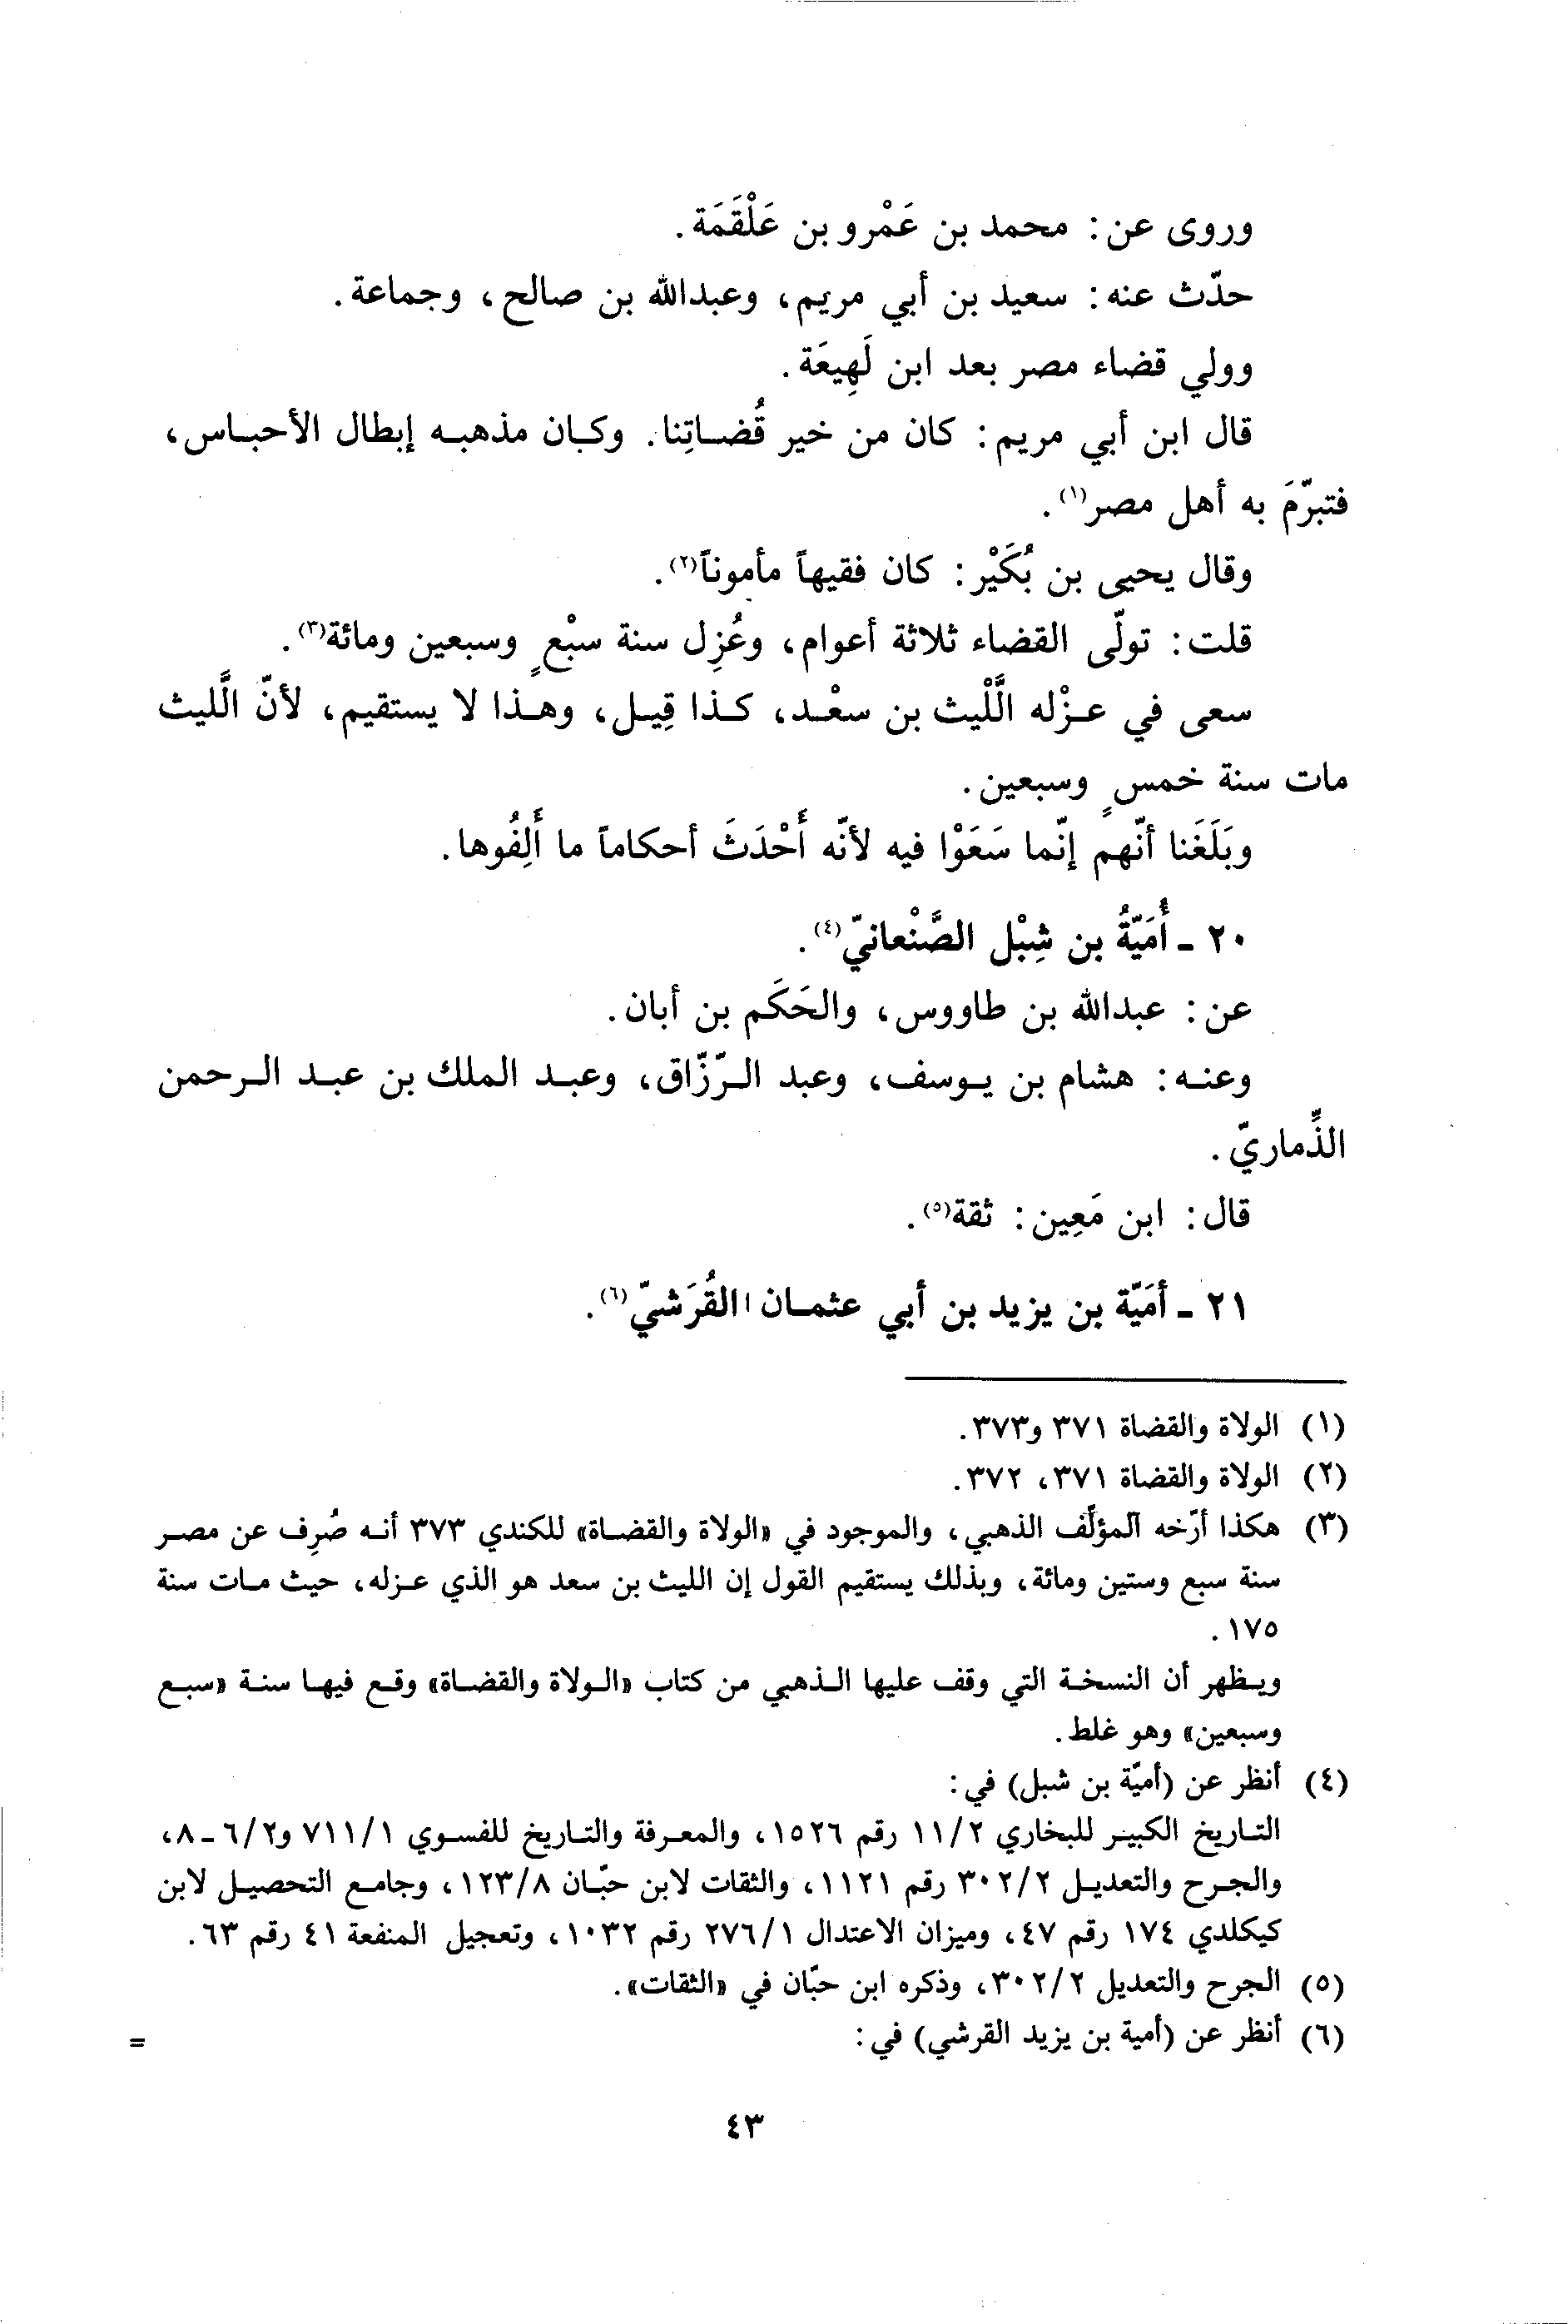 وروى عن: محمد بن عَمْرو بن عَلْقَمَة.
حدّث عنه: سعيد بن أبي مريم، وعبدالله بن صالح، وجماعة.
وولي قضاء مصر بعد ابن لَهِيعَة.
قال ابن أبي مريم: كان من خير قُضاتِنا. وكان مذهبه إبطال الأحباس،
فتبرّمَ به أهل مصر(١).
وقال يحيى بن بُكَيْر: كان فقيهاً مأموناً(٢).
قلت: تولّى القضاء ثلاثة أعوام، وعُزِل سنة سبْعٍ وسبعين ومائة(٣).
سعى في عزْله اللَّيْث بن سعْد، كذا قِيل، وهذا لا يستقيم، لأنّ اللَّيث
مات سنة خمسٍ وسبعين.
وبَلَغَنا أنّهم إنّما سَعَوْا فيه لأنّه أَحْدَثَ أحكاماً ما أَلِفُوها.
٢٠ ـ أُمَيَّةُ بن شِبْل الصَّنْعانيّ(٤).
عن: عبدالله بن طاووس، والحَكَم بن أبان.
وعنه: هشام بن يوسف، وعبد الرّزّاق، وعبد الملك بن عبد الرحمن
الذِّماريّ.
قال: ابن مَعِين: ثقة(٥).
٢١ ـ أمَيّة بن يزيد بن أبي عثمان القُرَشيّ(٦).
(١) الولاة والقضاة ٣٧١ و٣٧٣.
(٢) الولاة والقضاة ٣٧١، ٣٧٢.
(٣) هكذا أرّخه المؤلّف الذهبي، والموجود في «الولاة والقضاة» للكندي ٣٧٣ أنه صُرِف عن مصر
سنة سبع وستين ومائة، وبذلك يستقيم القول إن الليث بن سعد هو الذي عزله، حيث مات سنة
١٧٥.
ويظهر أن النسخة التي وقف عليها الذهبي من كتاب «الولاة والقضاة» وقع فيها سنة «سبع
وسبعين» وهو غلط.
(٤) أنظر عن (أميّة بن شبل) في:
التاريخ الكبير للبخاري ١١/٢ رقم ١٥٢٦، والمعرفة والتاريخ للفسوي ٧١١/١ و٦/٢ـ٨،
والجرح والتعديل ٣٠٢/٢ رقم ١١٢١، والثقات لابن حبّان ١٢٣/٨، وجامع التحصيل لابن
كيكلدي ١٧٤ رقم ٤٧، وميزان الاعتدال ٢٧٦/١ رقم ١٠٣٢، وتعجيل المنفعة ٤١ رقم ٦٣.
(٥) الجرح والتعديل ٣٠٢/٢، وذكره ابن حبّان في «الثقات».
(٦) أنظر عن (أمية بن يزيد القرشي) في: =
٤٣